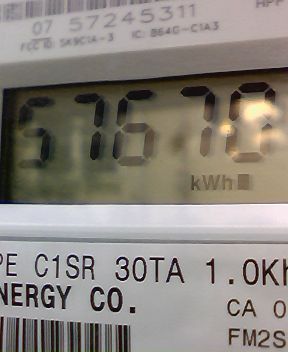 07 57245311
FCC ID: SK9C1A-3 IC: 864G-C1A3
57670
kWh
PE C1SR 30TA 1.0Kh
NERGY CO.
CA 0
FM2S